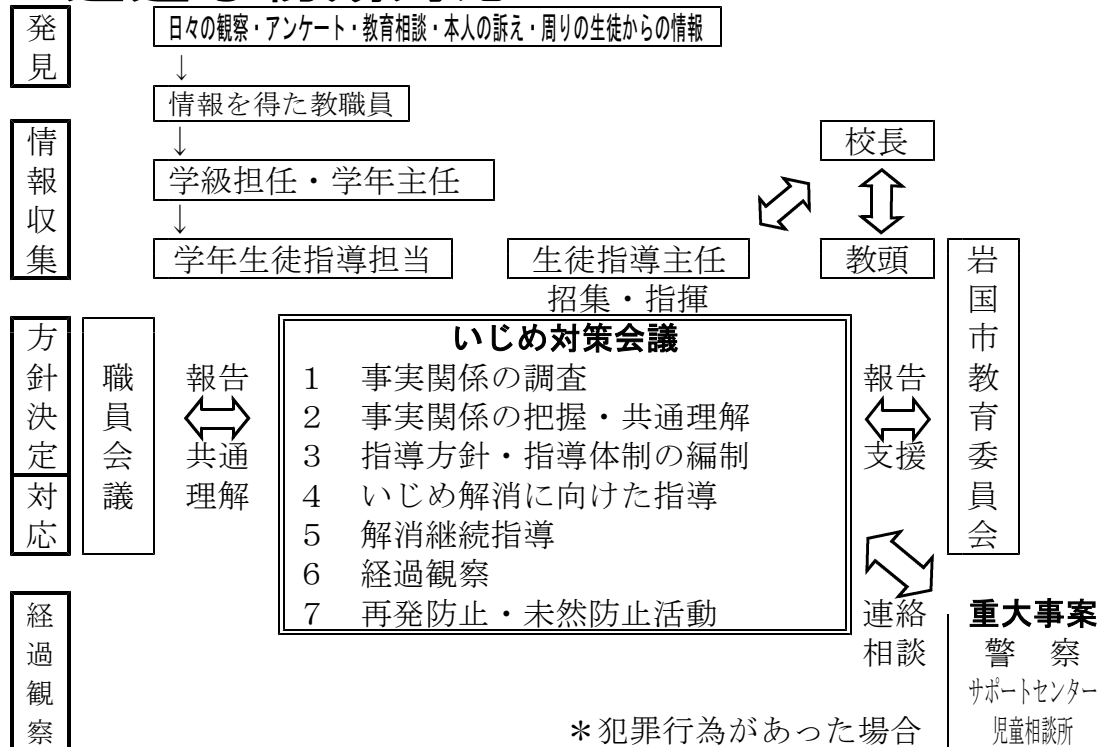 発見
日々の観察・アンケート・教育相談・本人の訴え・周りの生徒からの情報
↓
情報を得た教職員
情報収集
↓
学級担任・学年主任
↓
学年生徒指導担当
生徒指導主任
校長
教頭
招集・指揮
岩国市教育委員会
方針決定
対応
職員会議
報告
共通
理解
いじめ対策会議
1 事実関係の調査
2 事実関係の把握・共通理解
3 指導方針・指導体制の編制
4 いじめ解消に向けた指導
5 解消継続指導
6 経過観察
7 再発防止・未然防止活動
報告
支援
連絡
相談
経過観察
重大事案
警 察
サポートセンター
児童相談所
*犯罪行為があった場合